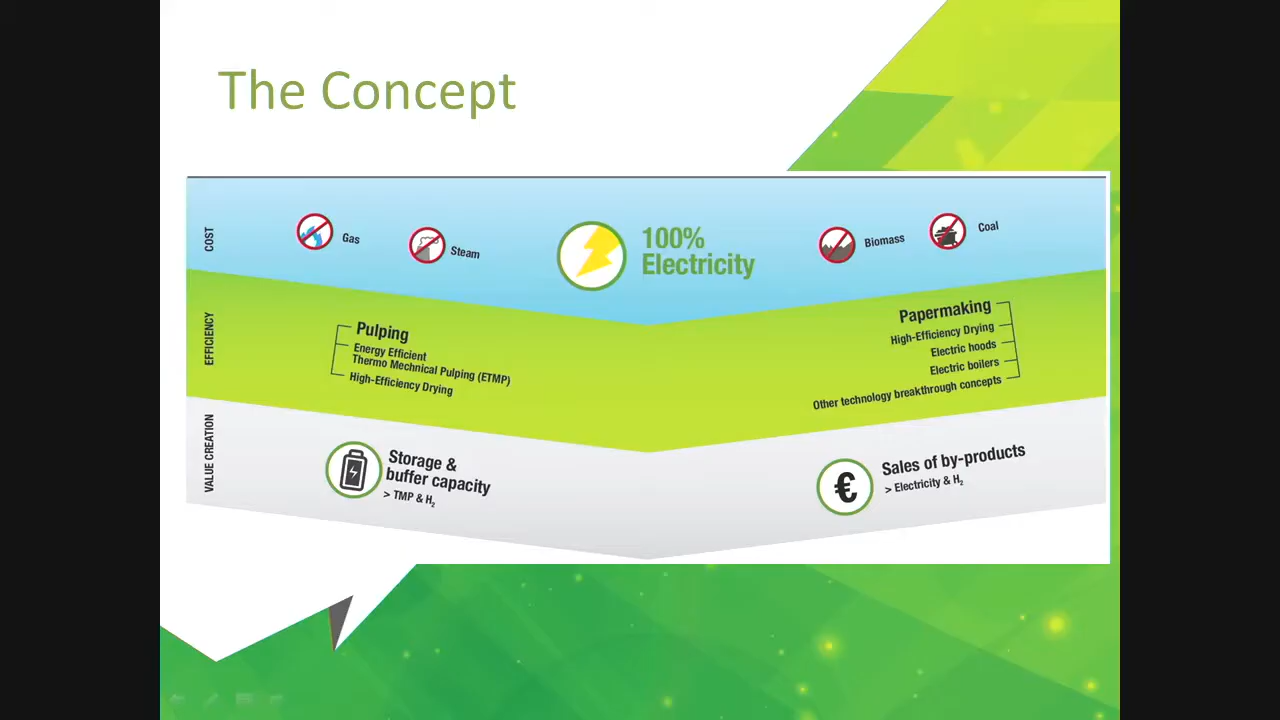 The Concept
COST
Gas
Steam
100%
Electricity
Biomass
Coal
EFFICIENCY
Pulping
Energy Efficient
Thermo Mechnical Pulping (ETMP)
High-Efficiency Drying
Papermaking
High-Efficiency Drying
Electric hoods
Electric boilers
Other technology breakthrough concepts
VALUE CREATION
Storage &
buffer capacity
> TMP & H₂
€
Sales of by-products
> Electricity & H₂